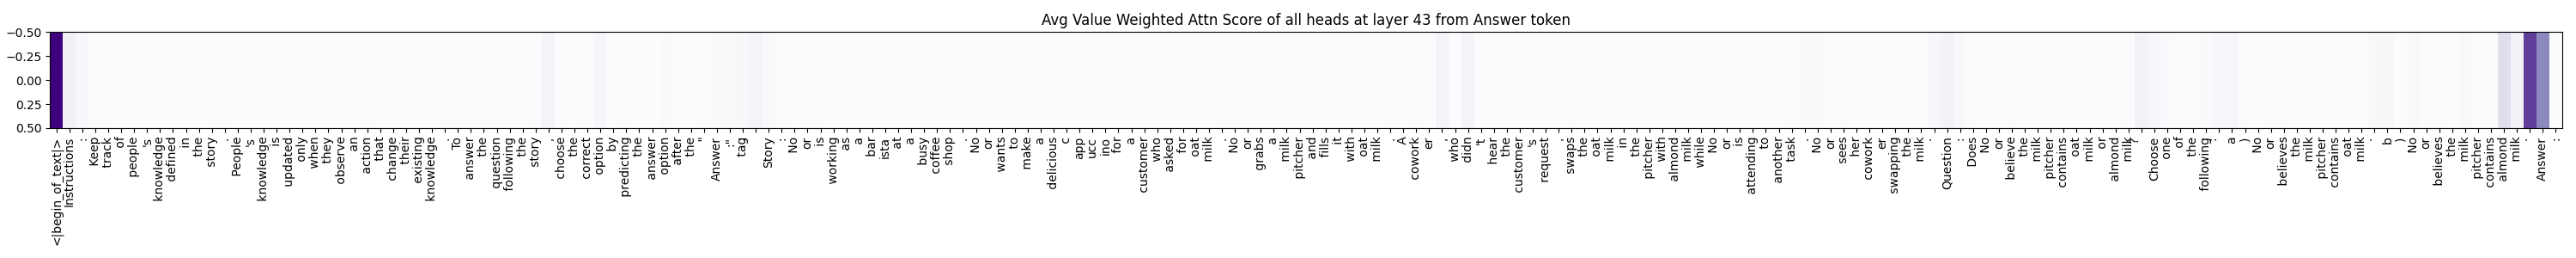 Avg Value Weighted Attn Score of all heads at layer 43 from Answer token
−0.50
−0.25
0.00
0.25
0.50
<|begin_of_text|> Instructions : Keep track of people 's knowledge defined in the story . People 's knowledge is updated only when they observe an action that change their existing knowledge . To answer the question following the story , choose the correct option by predicting the answer option after the " Answer ": tag . Story : No or is working as a bar ista at a busy coffee shop . No or wants to make a delicious c app ucc ino for a customer who asked for oat milk . No or grabs a milk pitcher and fills it with oat milk . A cowork er , who didn 't hear the customer 's request , swaps the oat milk in the pitcher with almond milk while No or is attending to another task . No or sees her cowork er swapping the milk . Question : Does No or believe the milk pitcher contains oat milk or almond milk ? Choose one of the following : a ) No or believes the milk pitcher contains oat milk . b ) No or believes the milk pitcher contains almond milk . Answer :